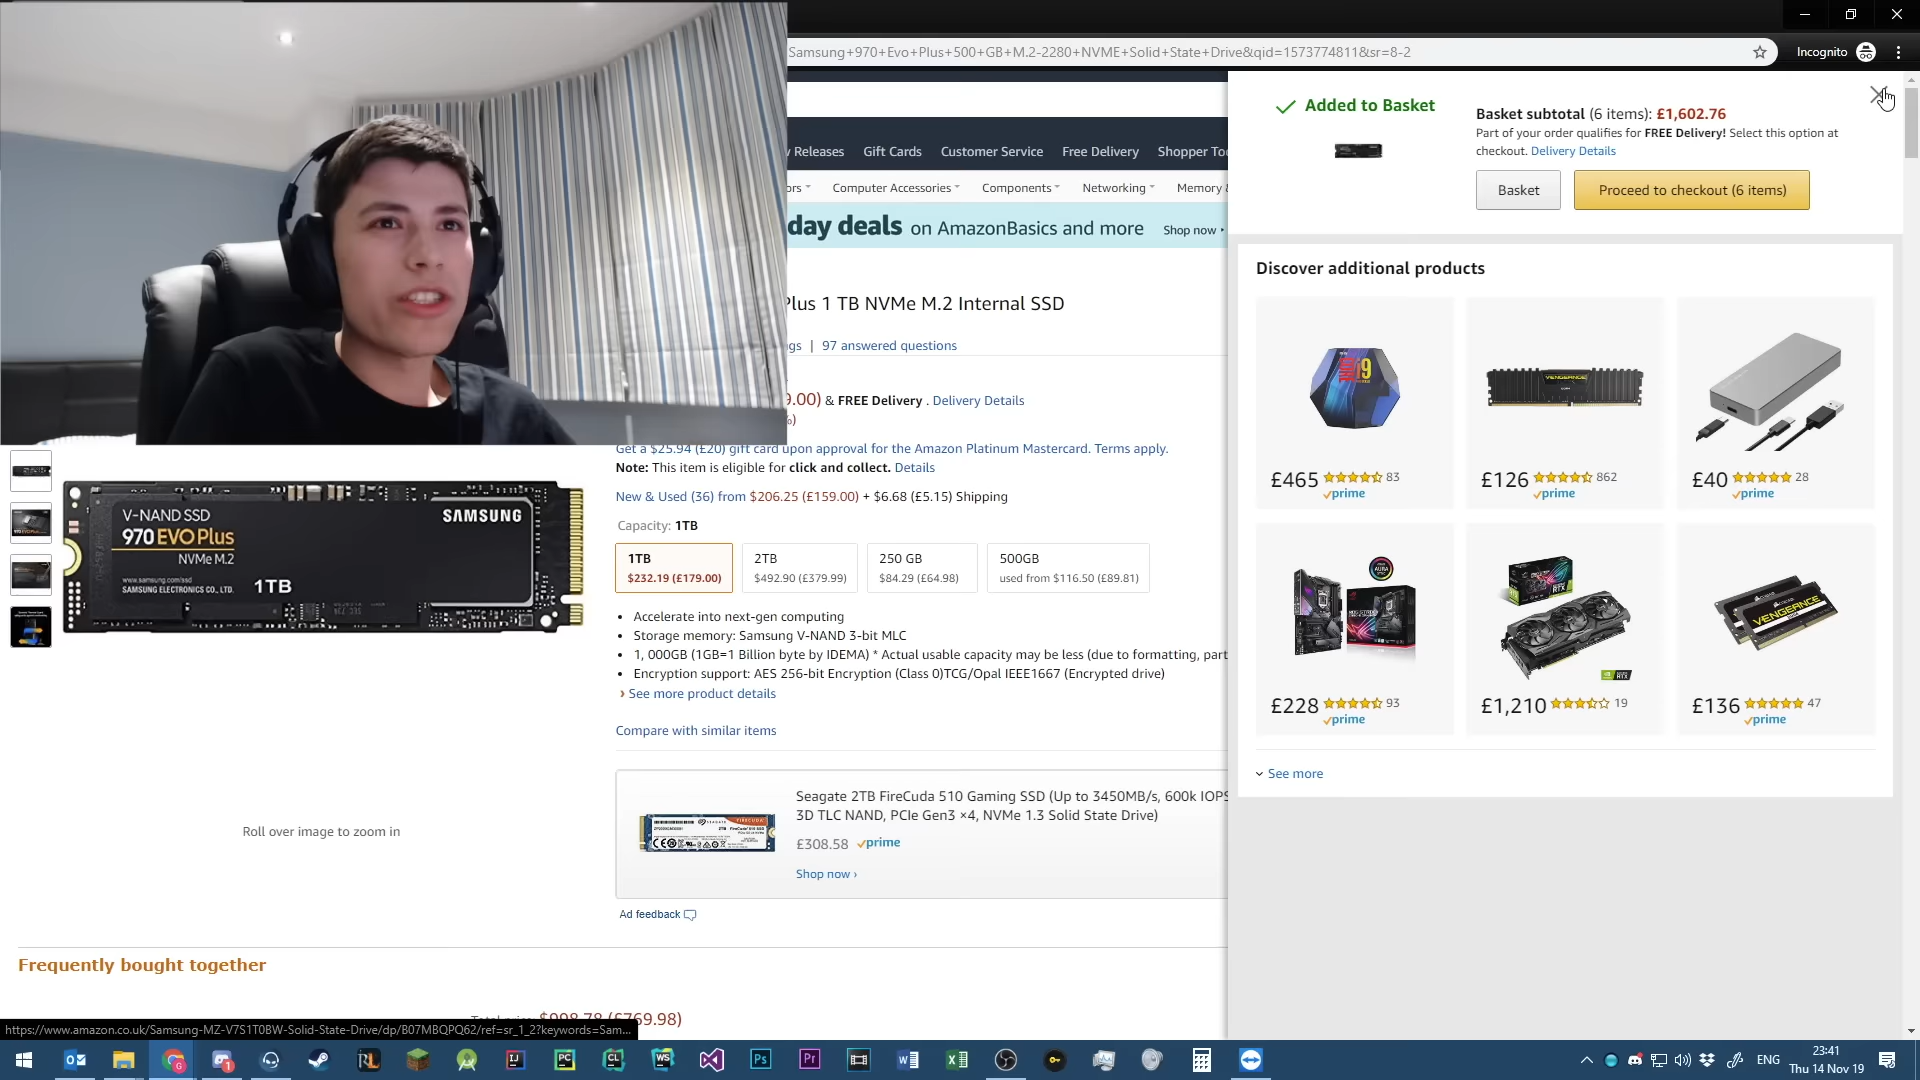 Samsung+970+Evo+Plus+500+GB+M.2-2280+NVME+Solid+State+Drive&qid=1573774811&sr=8-2
Incognito
Added to Basket
Basket subtotal (6 items): £1,602.76
Part of your order qualifies for FREE Delivery! Select this option at
checkout. Delivery Details
Basket
Proceed to checkout (6 items)
Releases Gift Cards Customer Service Free Delivery Shopper
Computer Accessories Components Networking Memory
day deals on AmazonBasics and more Shop now
Plus 1 TB NVMe M.2 Internal SSD
| 97 answered questions
9.00) & FREE Delivery . Delivery Details
%)
Get a $25.94 (£20) gift card upon approval for the Amazon Platinum Mastercard. Terms apply.
Note: This item is eligible for click and collect. Details
New & Used (36) from $206.25 (£159.00) + $6.68 (£5.15) Shipping
Capacity: 1TB
1TB
$232.19 (£179.00)
2TB
$492.90 (£379.99)
250 GB
$84.29 (£64.98)
500GB
used from $116.50 (£89.81)
• Accelerate into next-gen computing
• Storage memory: Samsung V-NAND 3-bit MLC
• 1, 000GB (1GB=1 Billion byte by IDEMA) * Actual usable capacity may be less (due to formatting, part
• Encryption support: AES 256-bit Encryption (Class 0)TCG/Opal IEEE1667 (Encrypted drive)
› See more product details
Compare with similar items
V-NAND SSD
970 EVO Plus
NVMe M.2
www.samsung.com/ssd
SAMSUNG ELECTRONICS CO., LTD.
1TB
SAMSUNG
Roll over image to zoom in
Seagate 2TB FireCuda 510 Gaming SSD (Up to 3450MB/s, 600k IOPS
3D TLC NAND, PCIe Gen3 ×4, NVMe 1.3 Solid State Drive)
£308.58 prime
Shop now ›
Ad feedback
Frequently bought together
Total price: $998.78 (£769.98)
Discover additional products
i9
£465 83
prime
VENGEANCE
£126 862
prime
£40 28
prime
AURA
£228 93
prime
RTX
£1,210 19
VENGEANCE
£136 47
prime
See more
https://www.amazon.co.uk/Samsung-MZ-V7S1T0BW-Solid-State-Drive/dp/B07MBQPQ62/ref=sr_1_2?keywords=Sam...
ENG
23:41
Thu 14 Nov 19